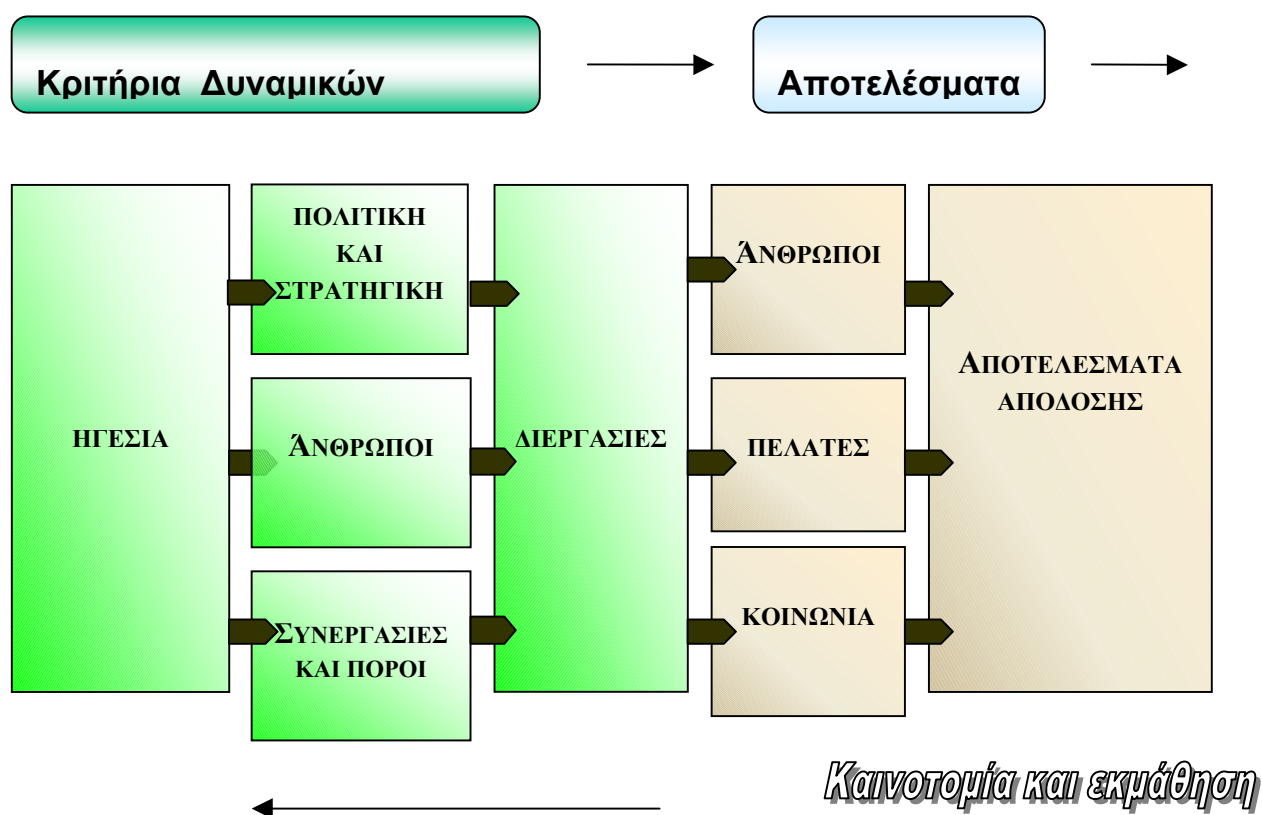 Κριτήρια Δυναμικών
Αποτελέσματα
ΗΓΕΣΙΑ
ΠΟΛΙΤΙΚΗ
ΚΑΙ
ΣΤΡΑΤΗΓΙΚΗ
ΆΝΘΡΩΠΟΙ
ΣΥΝΕΡΓΑΣΙΕΣ
ΚΑΙ ΠΟΡΟΙ
ΔΙΕΡΓΑΣΙΕΣ
ΆΝΘΡΩΠΟΙ
ΠΕΛΑΤΕΣ
ΚΟΙΝΩΝΙΑ
ΑΠΟΤΕΛΕΣΜΑΤΑ
ΑΠΟΔΟΣΗΣ
Καινοτομία και εκμάθηση